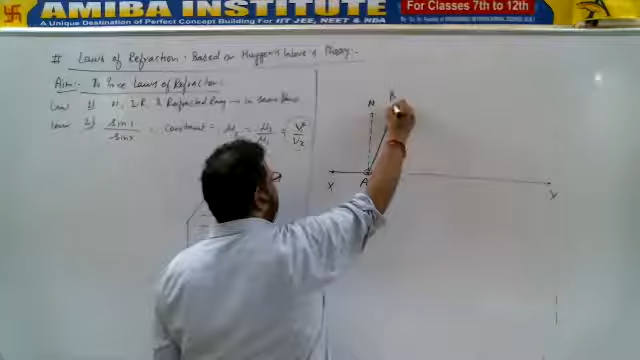 AMIBA INSTITUTE
A Unique Destination of Perfect Concept Building For IIT JEE, NEET & NDA
For Classes 7th to 12th
# Laws of Refraction:- Based on Huygen's Wave Theory:-
Aim:- To Prove Laws of Refraction:-
Law 1) N, I.R. & Refracted Ray in Same Plane
Law 2) sin i / sin r = constant = μ = μ2/μ1 = V1/V2
N
B
X
A
Y